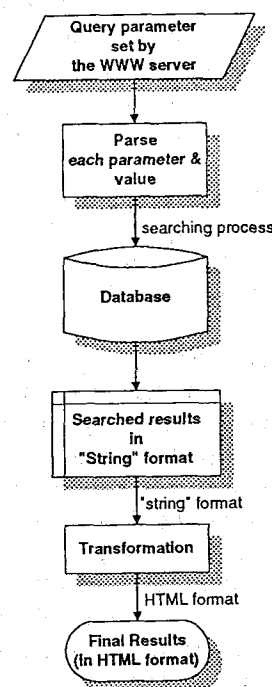 Query parameter
set by
the WWW server
Parse
each parameter &
value
searching process
Database
Searched results
in
"String" format
"string" format
Transformation
HTML format
Final Results
(In HTML format)